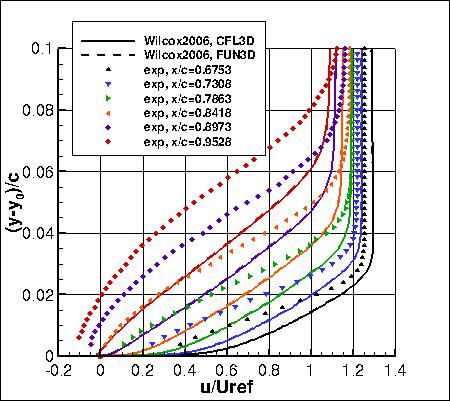 Wilcox2006, CFL3D
Wilcox2006, FUN3D
exp, x/c=0.6753
exp, x/c=0.7308
exp, x/c=0.7863
exp, x/c=0.8418
exp, x/c=0.8973
exp, x/c=0.9528
0.1
0.08
0.06
0.04
0.02
0
(y-y0)/c
-0.2 0 0.2 0.4 0.6 0.8 1 1.2 1.4
u/Uref